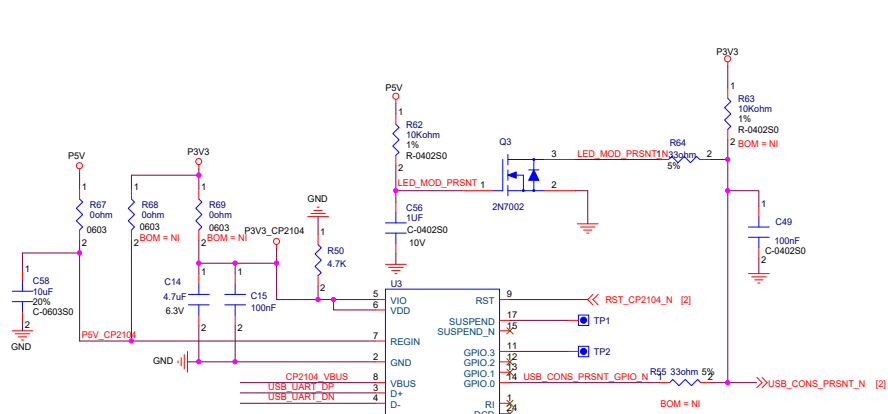 P3V3
1
R63
10Kohm
1%
R-0402S0
2
BOM = NI
P5V
1
R62
10Kohm
1%
R-0402S0
2
Q3
LED_MOD_PRSNT1N
3
R64
1 33ohm 2
5%
LED_MOD_PRSNT
1
2
2N7002
P5V
P3V3
1
R67
0ohm
0603
2
1
R68
0ohm
0603
2
BOM = NI
1
R69
0ohm
0603
2
BOM = NI
GND
P3V3_CP2104
1
R50
4.7K
2
1
C56
1UF
C-0402S0
2
10V
1
C49
100nF
C-0402S0
2
1
C58
10uF
20%
C-0603S0
2
GND
C14
1
4.7uF
6.3V
2
1
C15
100nF
2
P5V_CP2104
GND
U3
5 VIO
6 VDD
7 REGIN
2 GND
CP2104_VBUS 8 VBUS
USB_UART_DP 3 D+
USB_UART_DN 4 D-
RST 9 RST_CP2104_N [2]
SUSPEND 17 TP1
SUSPEND_N 15
GPIO.3 11 TP2
GPIO.2 12
GPIO.1 13
GPIO.0 14 USB_CONS_PRSNT_GPIO_N 1 R55 33ohm 5% 2 USB_CONS_PRSNT_N [2]
BOM = NI
RI 1
DCD 24